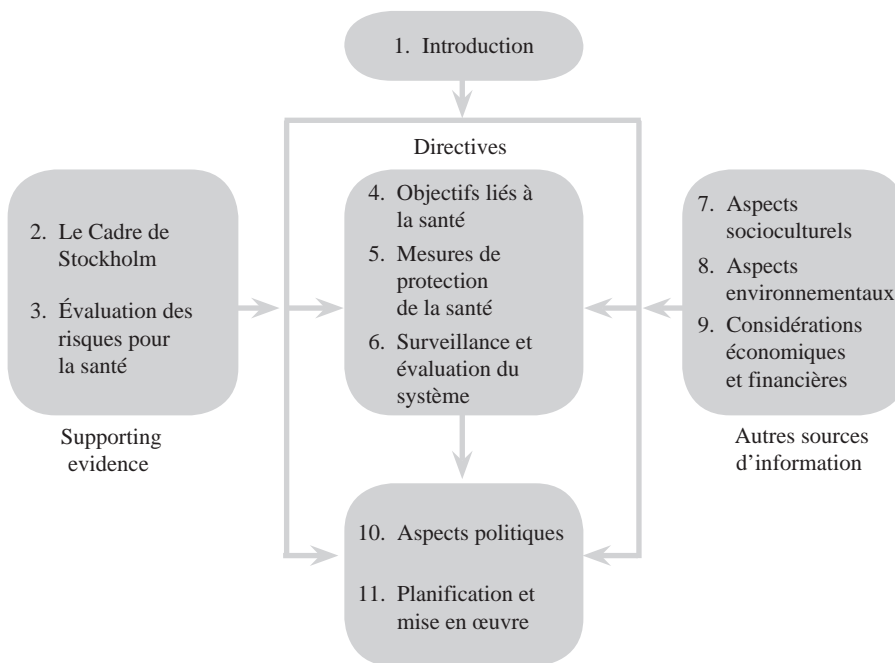 1. Introduction
Directives
2. Le Cadre de
Stockholm
3. Évaluation des
risques pour
la santé
Supporting
evidence
4. Objectifs liés à
la santé
5. Mesures de
protection
de la santé
6. Surveillance et
évaluation du
système
7. Aspects
socioculturels
8. Aspects
environnementaux
9. Considérations
économiques
et financières
Autres sources
d’information
10. Aspects politiques
11. Planification et
mise en œuvre